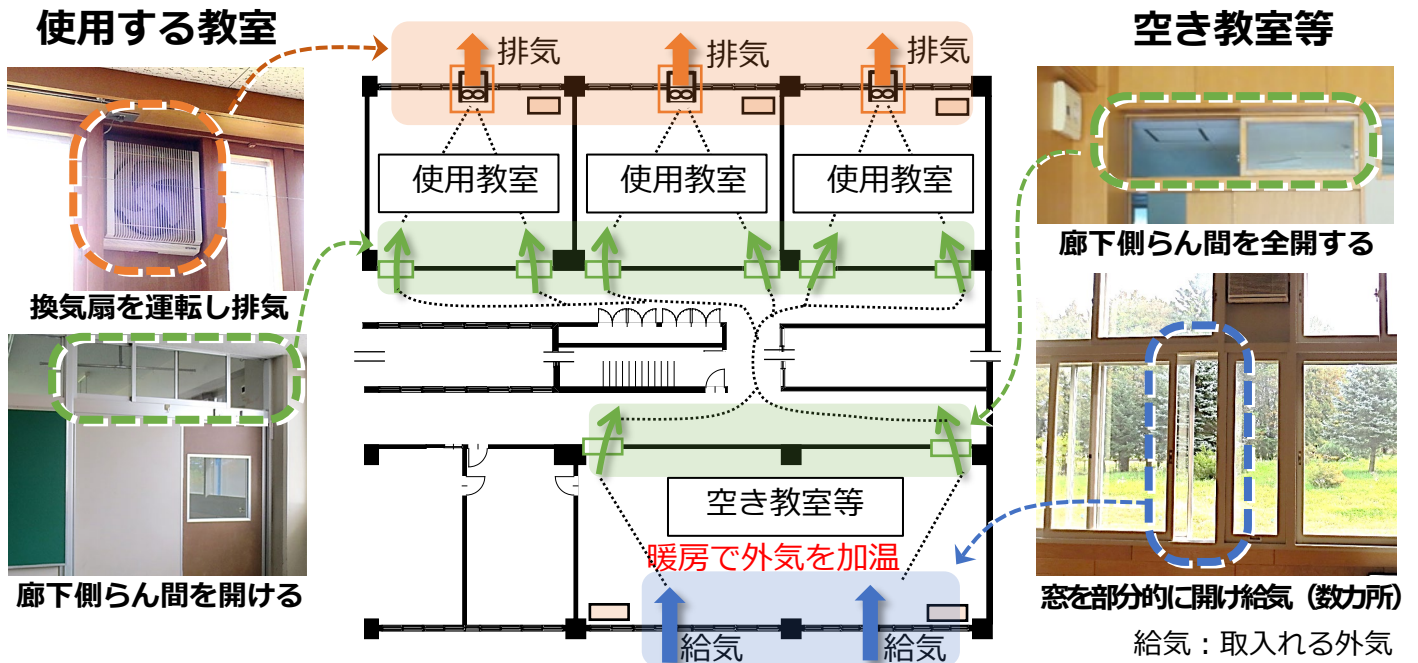 使用する教室
空き教室等
排気
排気
排気
使用教室
使用教室
使用教室
換気扇を運転し排気
廊下側らん間を全開する
空き教室等
暖房で外気を加温
廊下側らん間を開ける
窓を部分的に開け給気（数カ所）
給気
給気
給気：取入れる外気